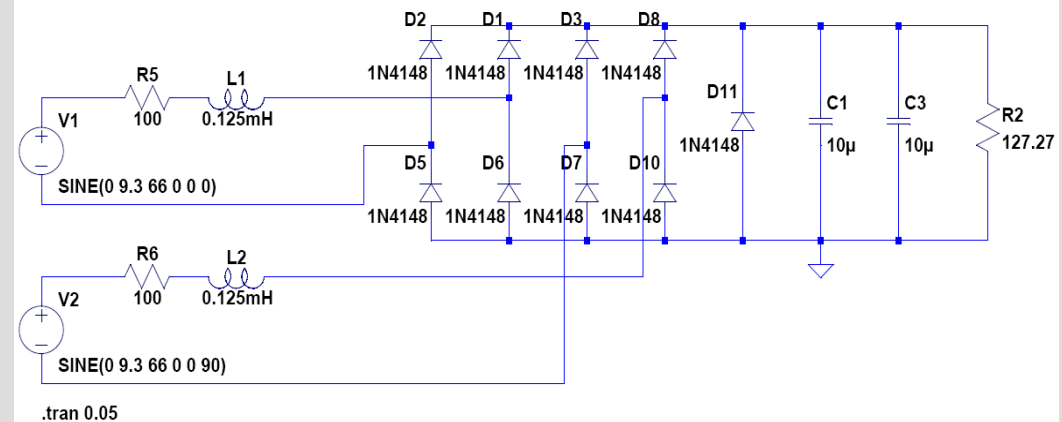 D2 D1 D3 D8
1N4148 1N4148 1N4148 1N4148
R5 L1
100 0.125mH
V1
SINE(0 9.3 66 0 0 0)
D11
1N4148
C1
10µ
C3
10µ
R2
127.27
D5 D6 D7 D10
1N4148 1N4148 1N4148 1N4148
R6 L2
100 0.125mH
V2
SINE(0 9.3 66 0 0 90)
.tran 0.05